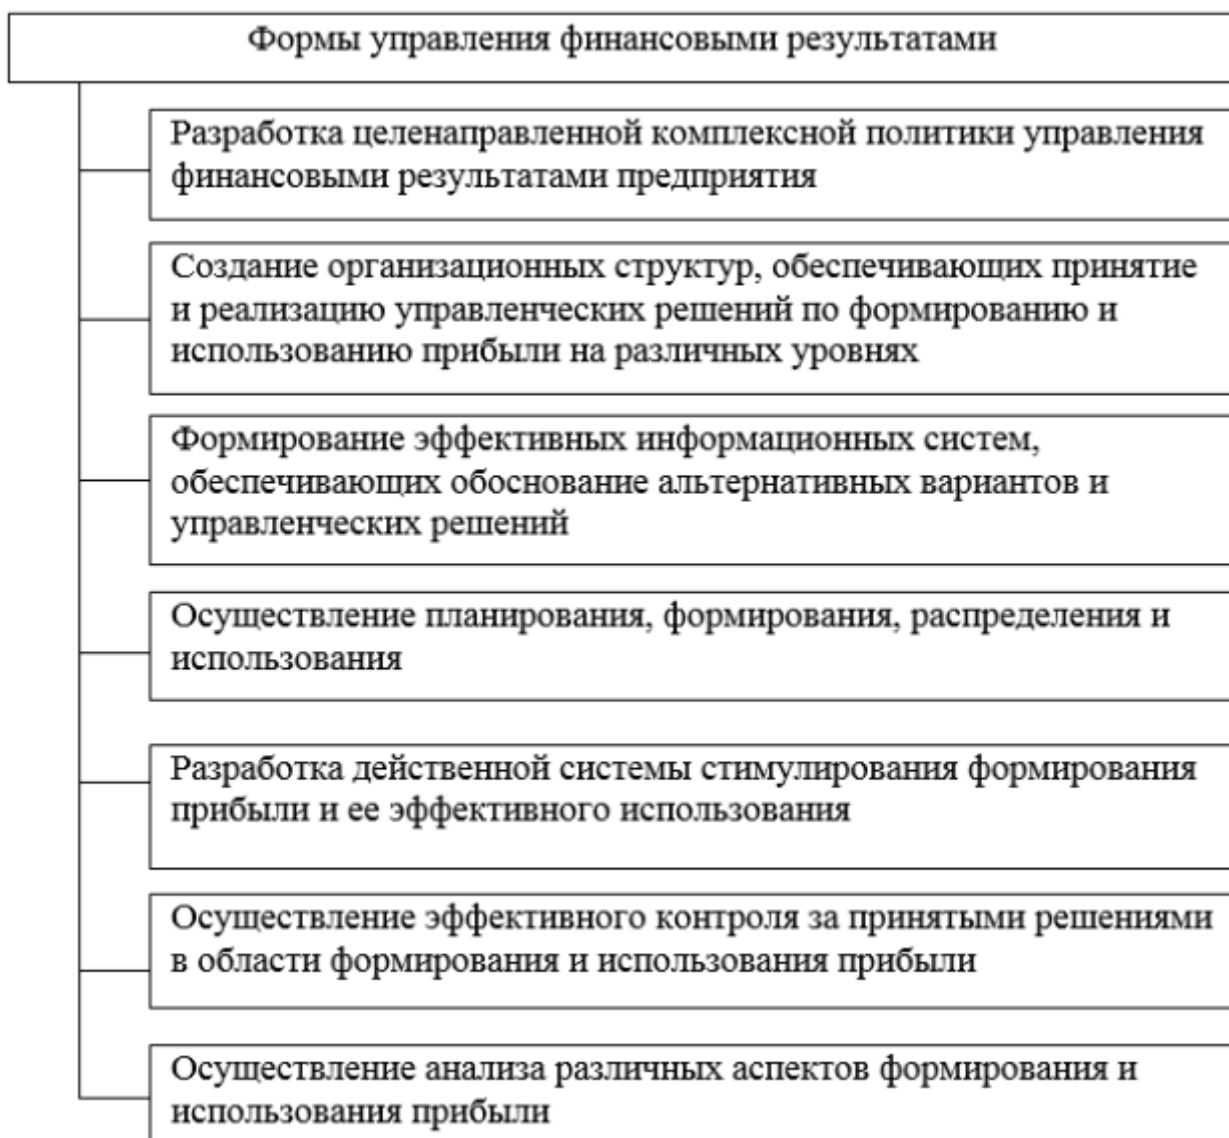 Формы управления финансовыми результатами
Разработка целенаправленной комплексной политики управления
финансовыми результатами предприятия
Создание организационных структур, обеспечивающих принятие
и реализацию управленческих решений по формированию и
использованию прибыли на различных уровнях
Формирование эффективных информационных систем,
обеспечивающих обоснование альтернативных вариантов и
управленческих решений
Осуществление планирования, формирования, распределения и
использования
Разработка действенной системы стимулирования формирования
прибыли и ее эффективного использования
Осуществление эффективного контроля за принятыми решениями
в области формирования и использования прибыли
Осуществление анализа различных аспектов формирования и
использования прибыли